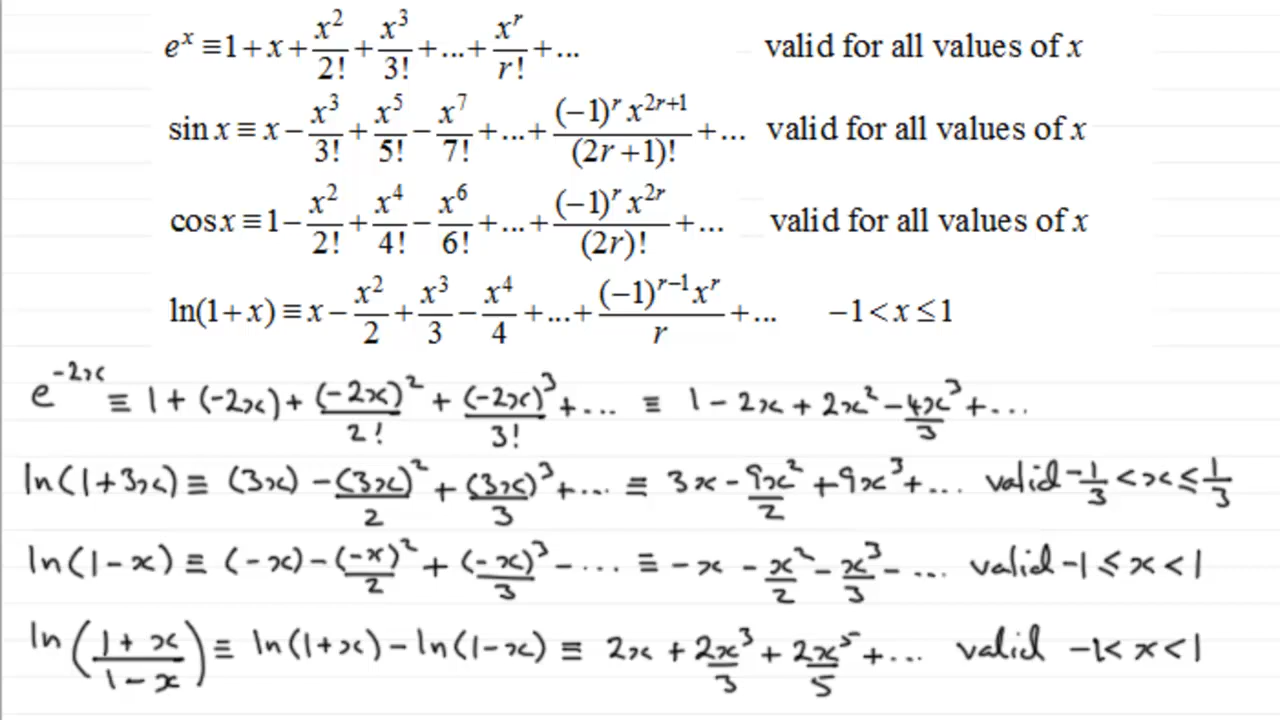 eˣ ≡ 1 + x + x²/2! + x³/3! + ... + xʳ/r! + ... valid for all values of x
sin x ≡ x − x³/3! + x⁵/5! − x⁷/7! + ... + (−1)ʳ x²ʳ⁺¹/(2r+1)! + ... valid for all values of x
cos x ≡ 1 − x²/2! + x⁴/4! − x⁶/6! + ... + (−1)ʳ x²ʳ/(2r)! + ... valid for all values of x
ln(1+x) ≡ x − x²/2 + x³/3 − x⁴/4 + ... + (−1)ʳ⁻¹ xʳ/r + ... −1 < x ≤ 1
e⁻²ˣ ≡ 1 + (−2x) + (−2x)²/2! + (−2x)³/3! + ... ≡ 1 − 2x + 2x² − 4x³/3 + ...
ln(1+3x) ≡ (3x) − (3x)²/2 + (3x)³/3 + ... ≡ 3x − 9x²/2 + 9x³ + ... valid −1/3 < x ≤ 1/3
ln(1−x) ≡ (−x) − (−x)²/2 + (−x)³/3 − ... ≡ −x − x²/2 − x³/3 − ... valid −1 ≤ x < 1
ln((1+x)/(1−x)) ≡ ln(1+x) − ln(1−x) ≡ 2x + 2x³/3 + 2x⁵/5 + ... valid −1 < x < 1